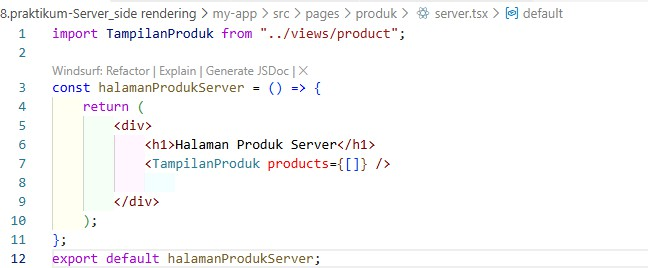 8.praktikum-Server_side rendering > my-app > src > pages > produk > server.tsx > default
1 import TampilanProduk from "../views/product";
2
Windsurf: Refactor | Explain | Generate JSDoc | ×
3 const halamanProdukServer = () => {
4 return (
5 <div>
6 <h1>Halaman Produk Server</h1>
7 <TampilanProduk products={[]} />
8
9 </div>
10 );
11 };
12 export default halamanProdukServer;